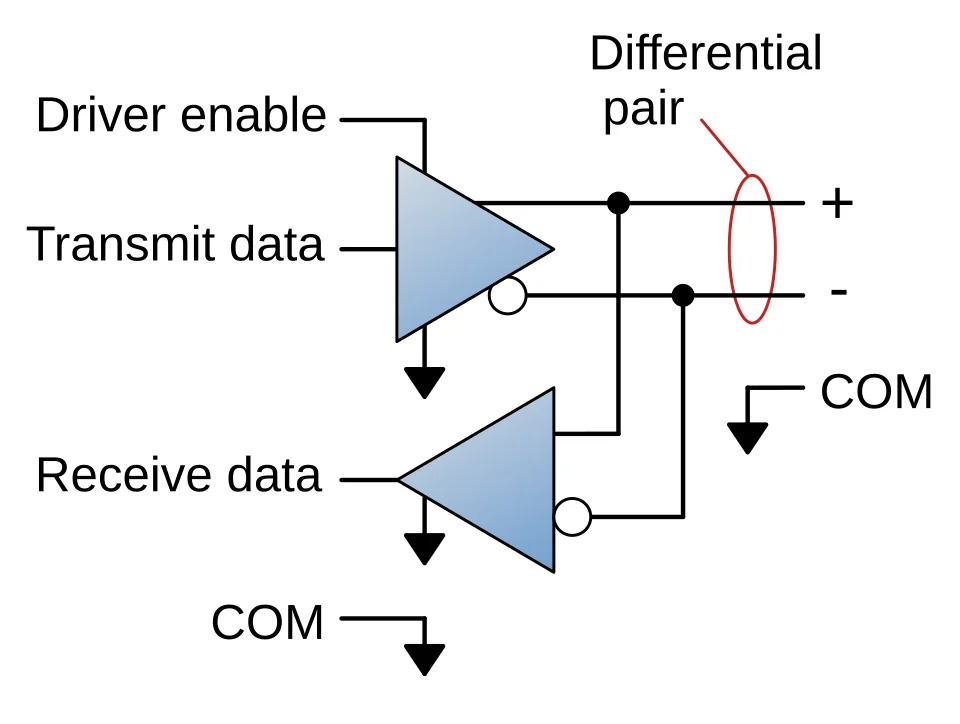 Differential
pair
Driver enable
+
Transmit data
-
COM
Receive data
COM